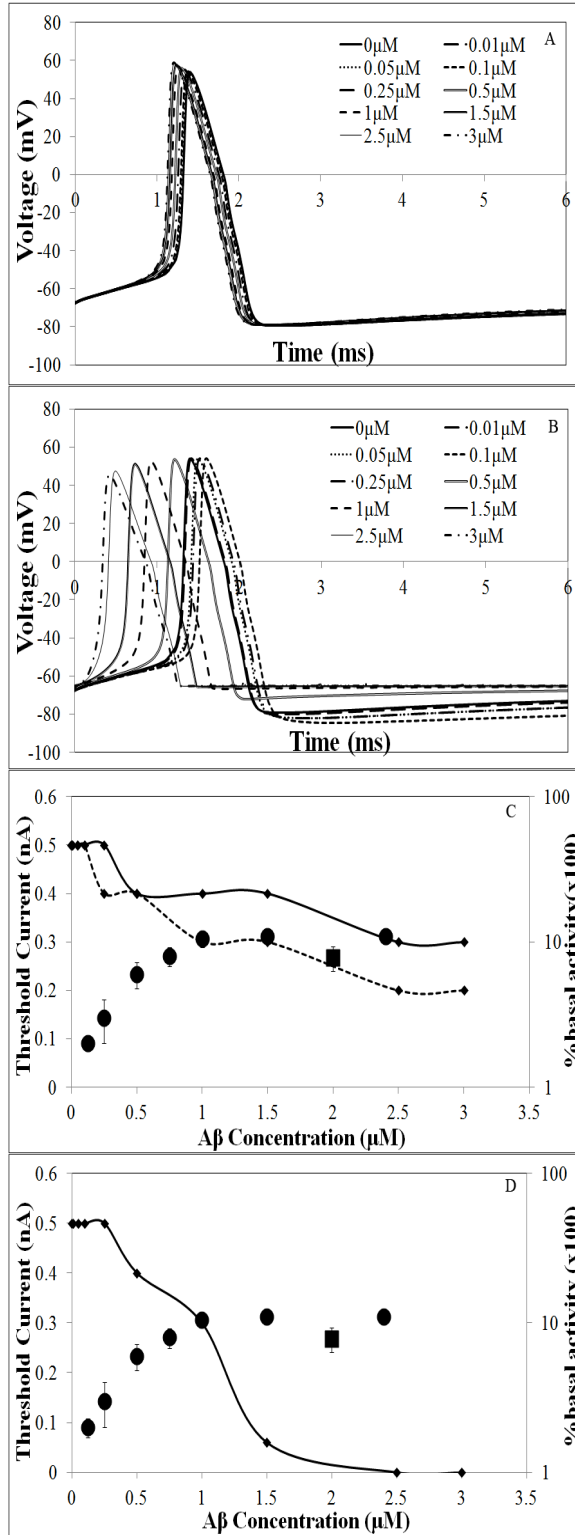 80
60
40
20
0
-20
-40
-60
-80
-100
Voltage (mV)
A
0μM 0.01μM
0.05μM 0.1μM
0.25μM 0.5μM
1μM 1.5μM
2.5μM 3μM
0 1 2 3 4 5 6
Time (ms)
80
60
40
20
0
-20
-40
-60
-80
-100
Voltage (mV)
B
0μM 0.01μM
0.05μM 0.1μM
0.25μM 0.5μM
1μM 1.5μM
2.5μM 3μM
0 1 2 3 4 5 6
Time (ms)
C
Threshold Current (nA)
0.6
0.5
0.4
0.3
0.2
0.1
0
100
10
1
%basal activity(x100)
0 0.5 1 1.5 2 2.5 3 3.5
Aβ Concentration (μM)
D
Threshold Current (nA)
0.6
0.5
0.4
0.3
0.2
0.1
0
100
10
1
%basal activity (x100)
0 0.5 1 1.5 2 2.5 3 3.5
Aβ Concentration (μM)